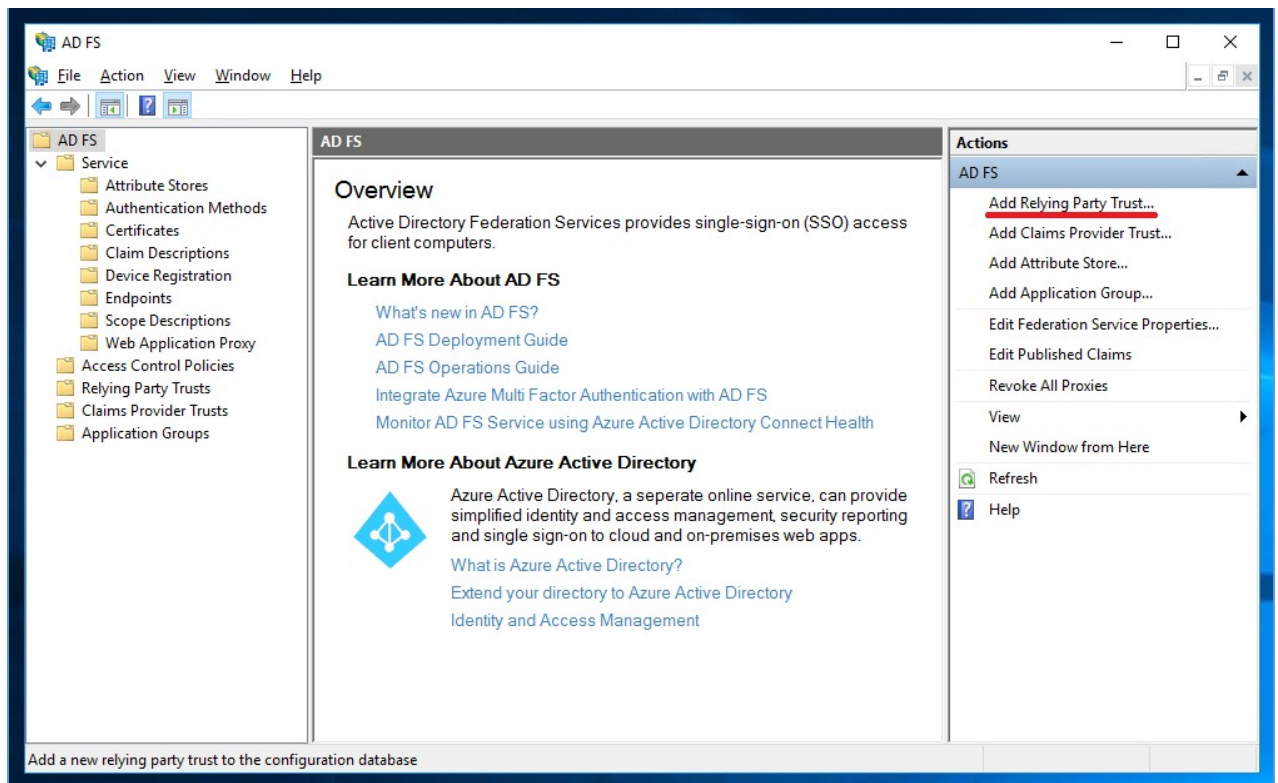 AD FS
File Action View Window Help
AD FS
Service
Attribute Stores
Authentication Methods
Certificates
Claim Descriptions
Device Registration
Endpoints
Scope Descriptions
Web Application Proxy
Access Control Policies
Relying Party Trusts
Claims Provider Trusts
Application Groups
AD FS
Overview
Active Directory Federation Services provides single-sign-on (SSO) access
for client computers.
Learn More About AD FS
What's new in AD FS?
AD FS Deployment Guide
AD FS Operations Guide
Integrate Azure Multi Factor Authentication with AD FS
Monitor AD FS Service using Azure Active Directory Connect Health
Learn More About Azure Active Directory
Azure Active Directory, a seperate online service, can provide
simplified identity and access management, security reporting
and single sign-on to cloud and on-premises web apps.
What is Azure Active Directory?
Extend your directory to Azure Active Directory
Identity and Access Management
Actions
AD FS
Add Relying Party Trust...
Add Claims Provider Trust...
Add Attribute Store...
Add Application Group...
Edit Federation Service Properties...
Edit Published Claims
Revoke All Proxies
View
New Window from Here
Refresh
Help
Add a new relying party trust to the configuration database